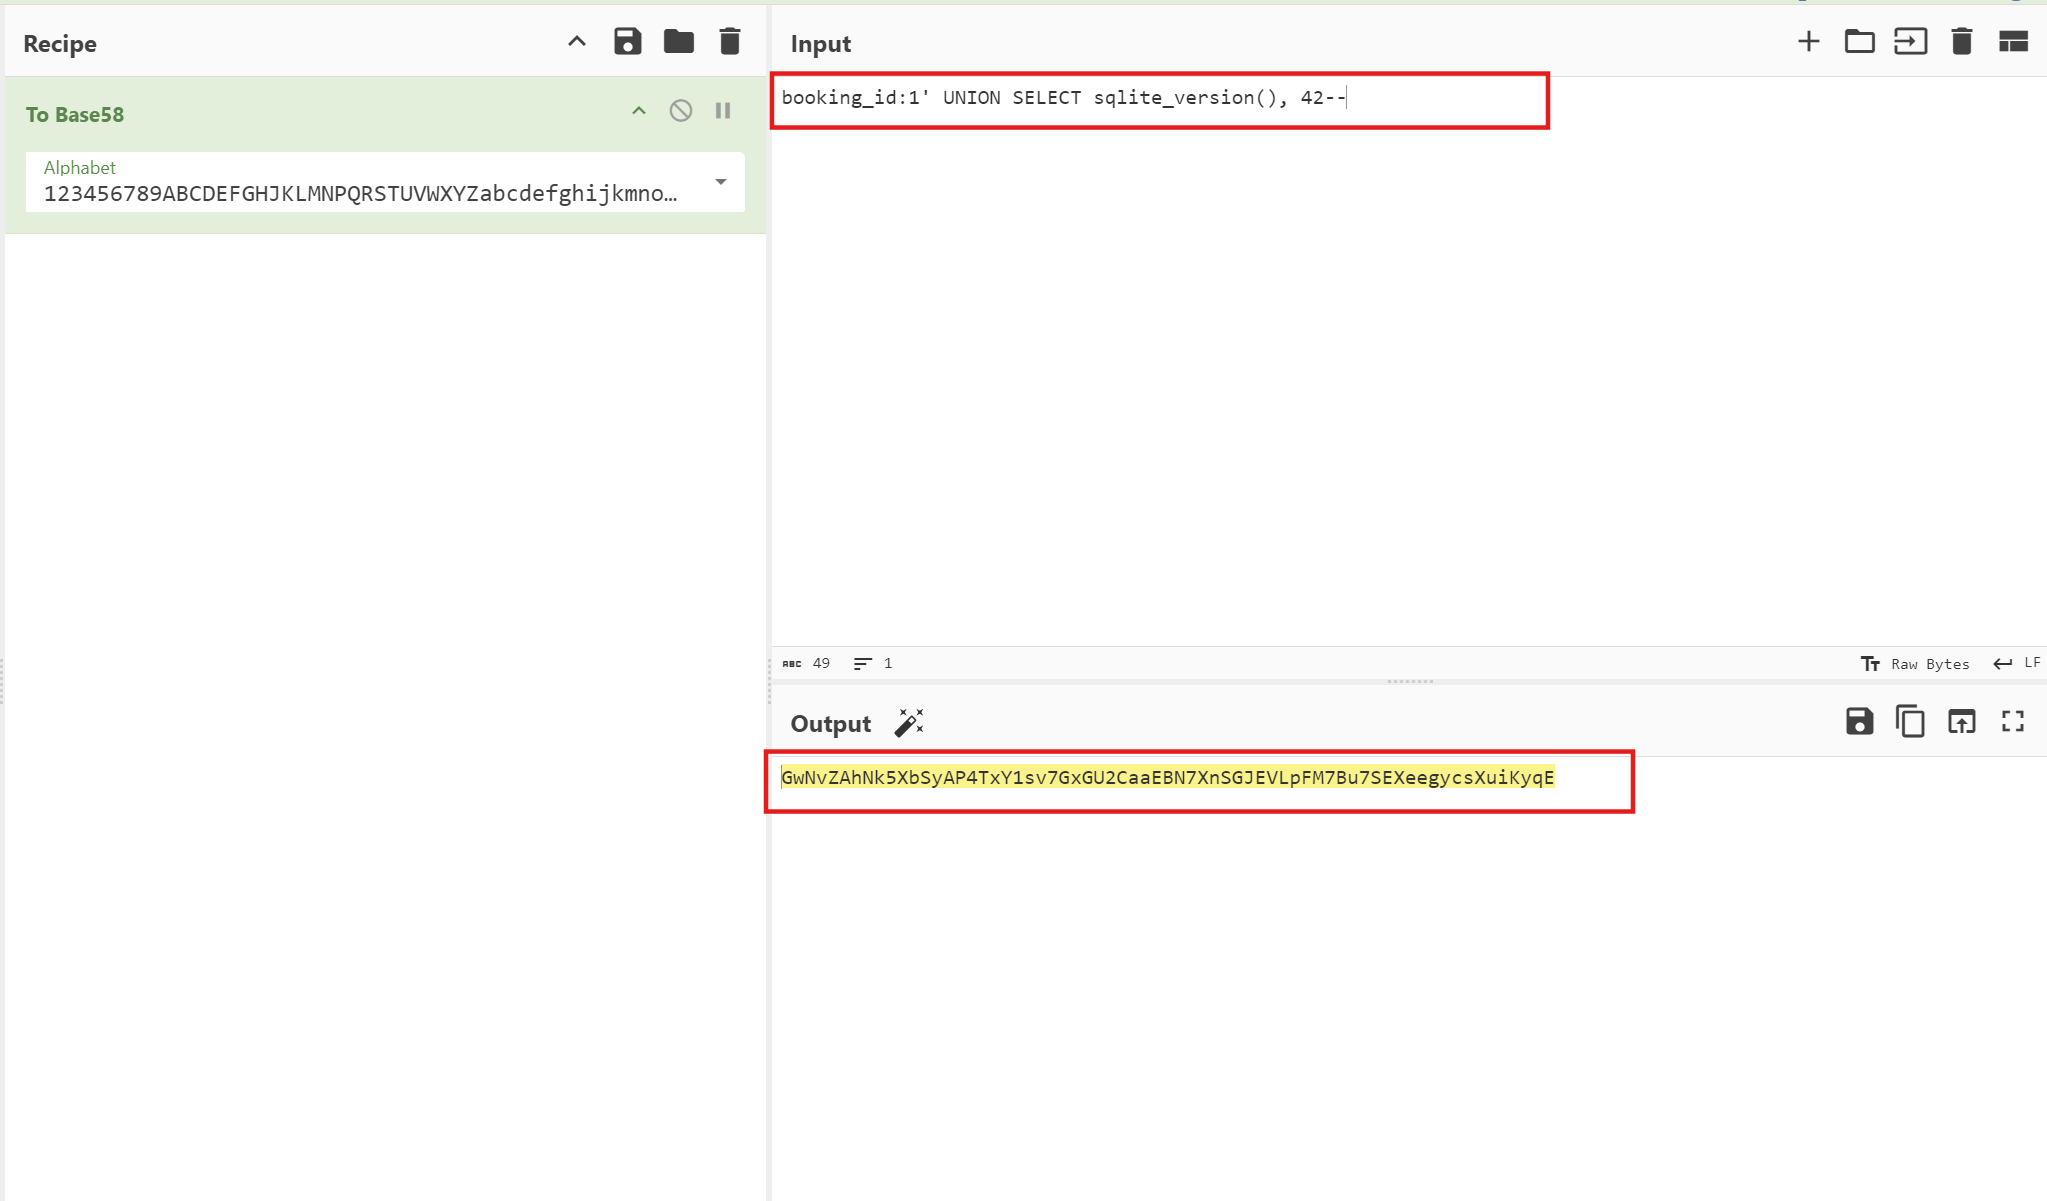 Recipe
To Base58
Alphabet
123456789ABCDEFGHJKLMNPQRSTUVWXYZabcdefghijkmno…
Input
booking_id:1' UNION SELECT sqlite_version(), 42--
ABC 49 1
Raw Bytes LF
Output
GwNvZAhNk5XbSyAP4TxY1sv7GxGU2CaaEBN7XnSGJEVLpFM7Bu7SEXeegycsXuiKyqE